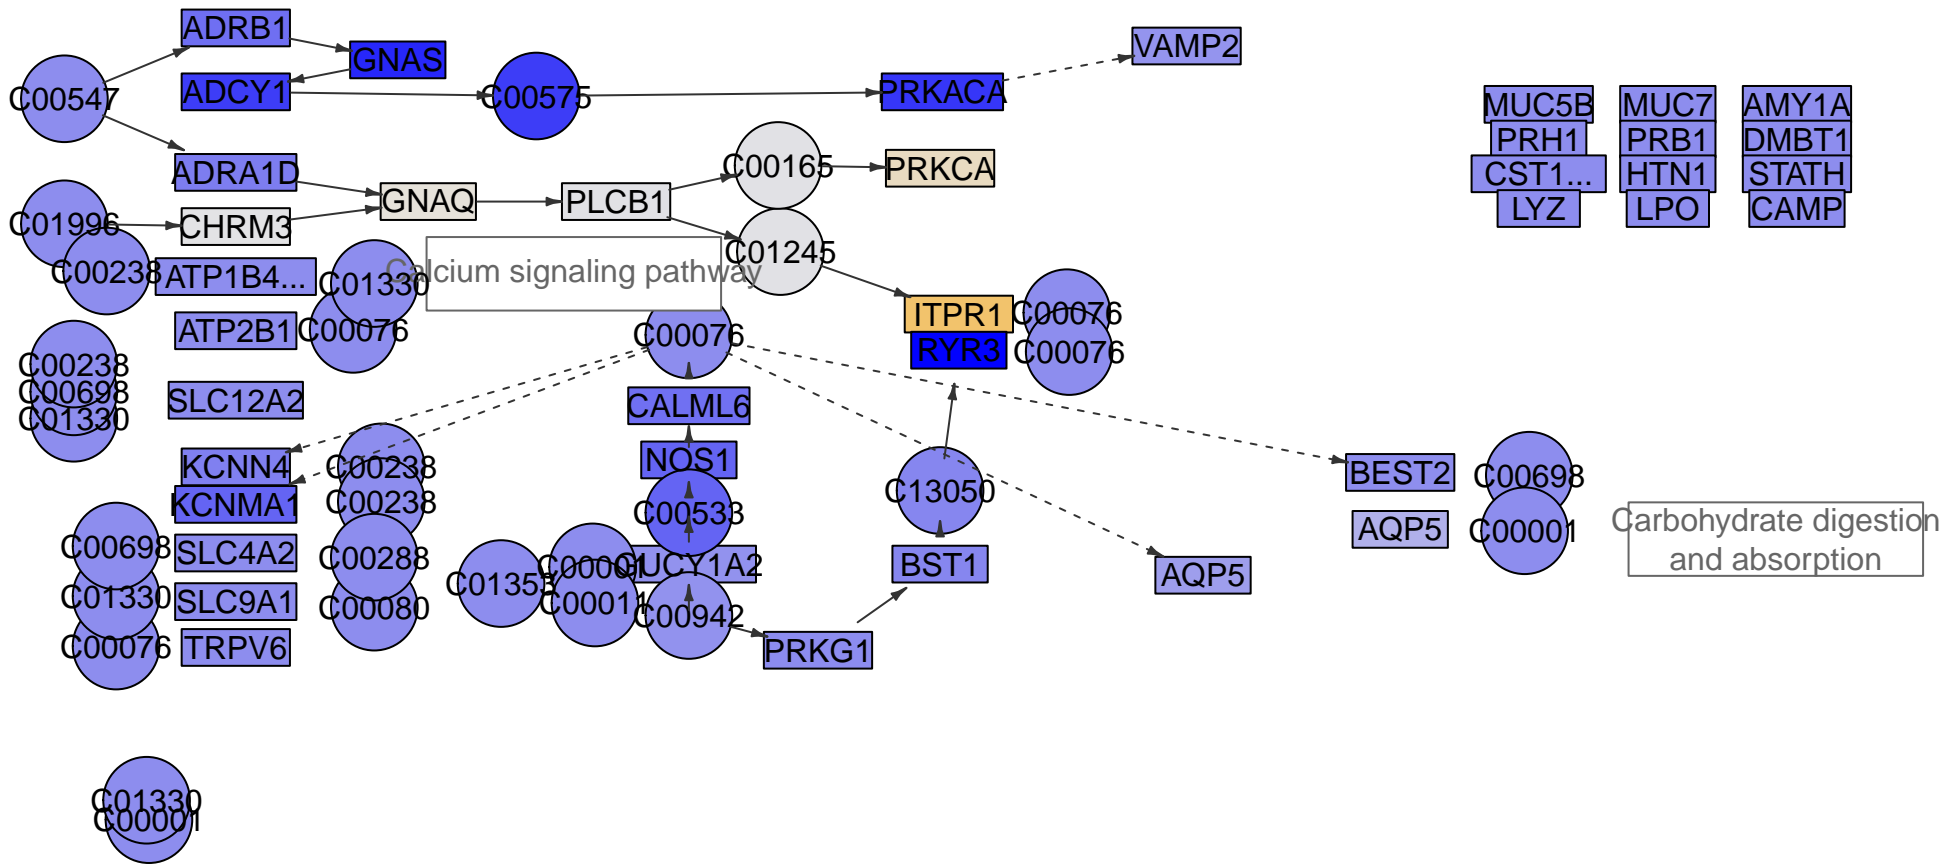 ADRB1
GNAS
VAMP2
C00547
ADCY1
C00575
PRKACA
MUC5B
MUC7
AMY1A
PRH1
PRB1
DMBT1
CST1...
HTN1
STATH
LYZ
LPO
CAMP
ADRA1D
GNAQ
PLCB1
C00165
PRKCA
C01996
CHRM3
C01245
C00238
ATP1B4...
C01330
Calcium signaling pathway
ATP2B1
C00076
C00076
ITPR1
C00076
RYR3
C00076
C00238
C00698
C01330
SLC12A2
CALML6
KCNN4
C00238
NOS1
KCNMA1
C00238
C00533
C13050
BEST2
C00698
AQP5
C00001
Carbohydrate digestion
and absorption
C00698
SLC4A2
C00288
C01353
C00001
GUCY1A2
BST1
AQP5
C01330
SLC9A1
C00080
C00011
C00942
C00076
TRPV6
PRKG1
C01330
C00001